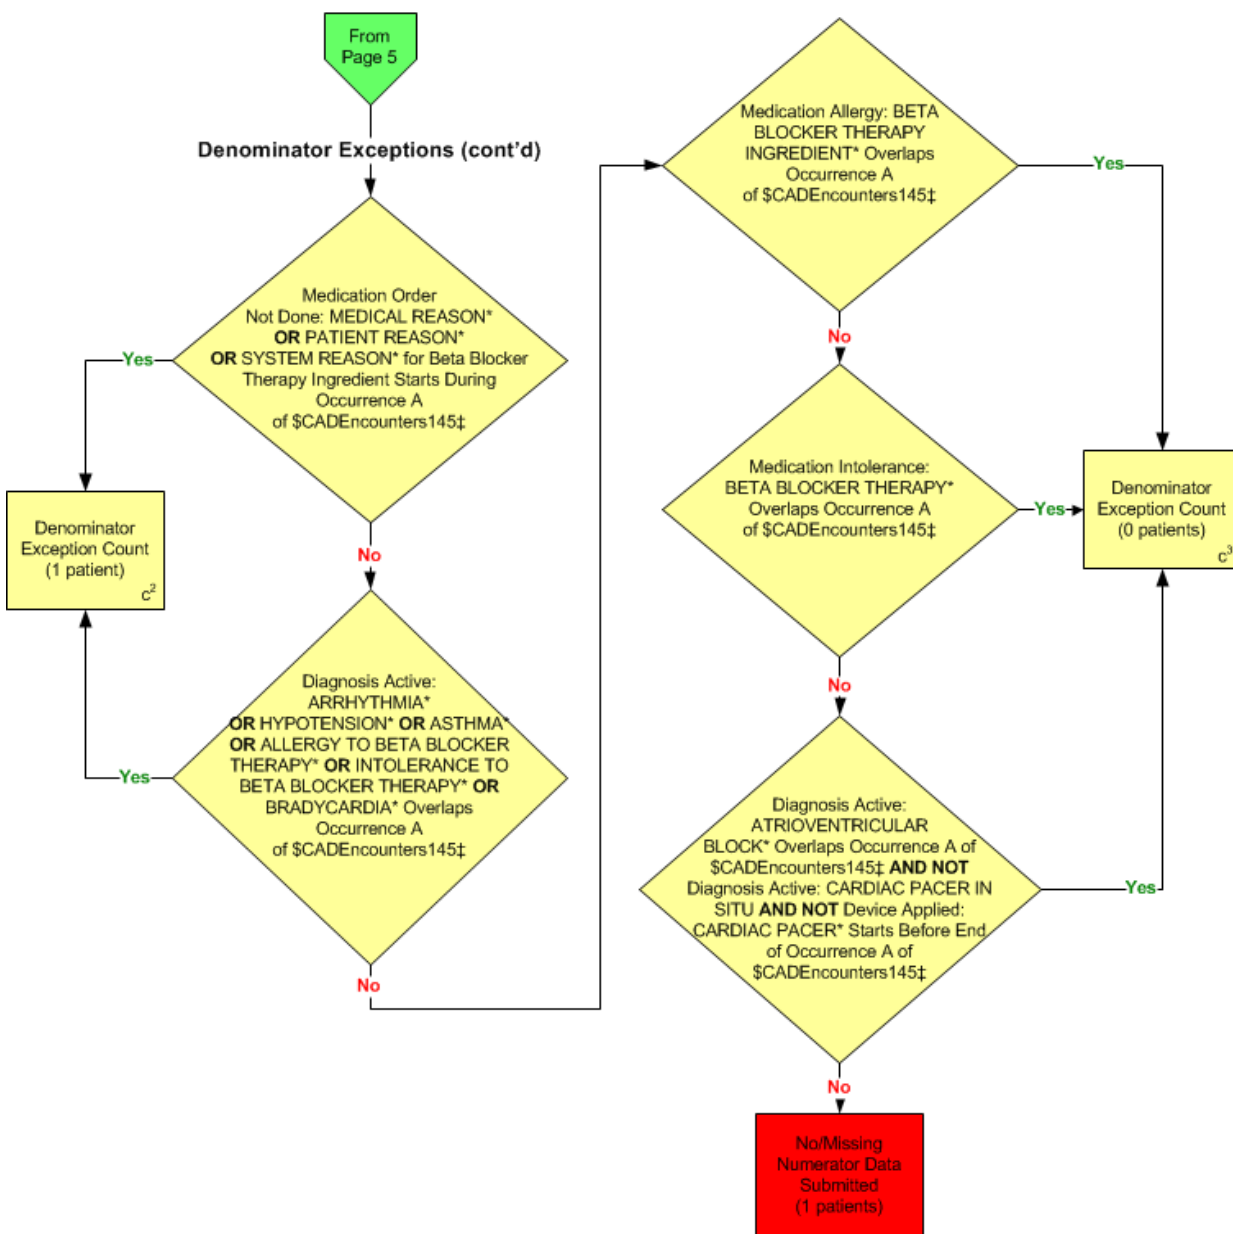 From
Page 5
Denominator Exceptions (cont'd)
Medication Order
Not Done: MEDICAL REASON*
OR PATIENT REASON*
OR SYSTEM REASON* for Beta Blocker
Therapy Ingredient Starts During
Occurrence A
of $CADEncounters145‡
Yes
No
Denominator
Exception Count
(1 patient)
c²
Diagnosis Active:
ARRHYTHMIA*
OR HYPOTENSION* OR ASTHMA*
OR ALLERGY TO BETA BLOCKER
THERAPY* OR INTOLERANCE TO
BETA BLOCKER THERAPY* OR
BRADYCARDIA* Overlaps
Occurrence A
of $CADEncounters145‡
Yes
No
Medication Allergy: BETA
BLOCKER THERAPY
INGREDIENT* Overlaps
Occurrence A
of $CADEncounters145‡
Yes
No
Medication Intolerance:
BETA BLOCKER THERAPY*
Overlaps Occurrence A
of $CADEncounters145‡
Yes
No
Denominator
Exception Count
(0 patients)
c³
Diagnosis Active:
ATRIOVENTRICULAR
BLOCK* Overlaps Occurrence A of
$CADEncounters145‡ AND NOT
Diagnosis Active: CARDIAC PACER IN
SITU AND NOT Device Applied:
CARDIAC PACER* Starts Before End
of Occurrence A of
$CADEncounters145‡
Yes
No
No/Missing
Numerator Data
Submitted
(1 patients)